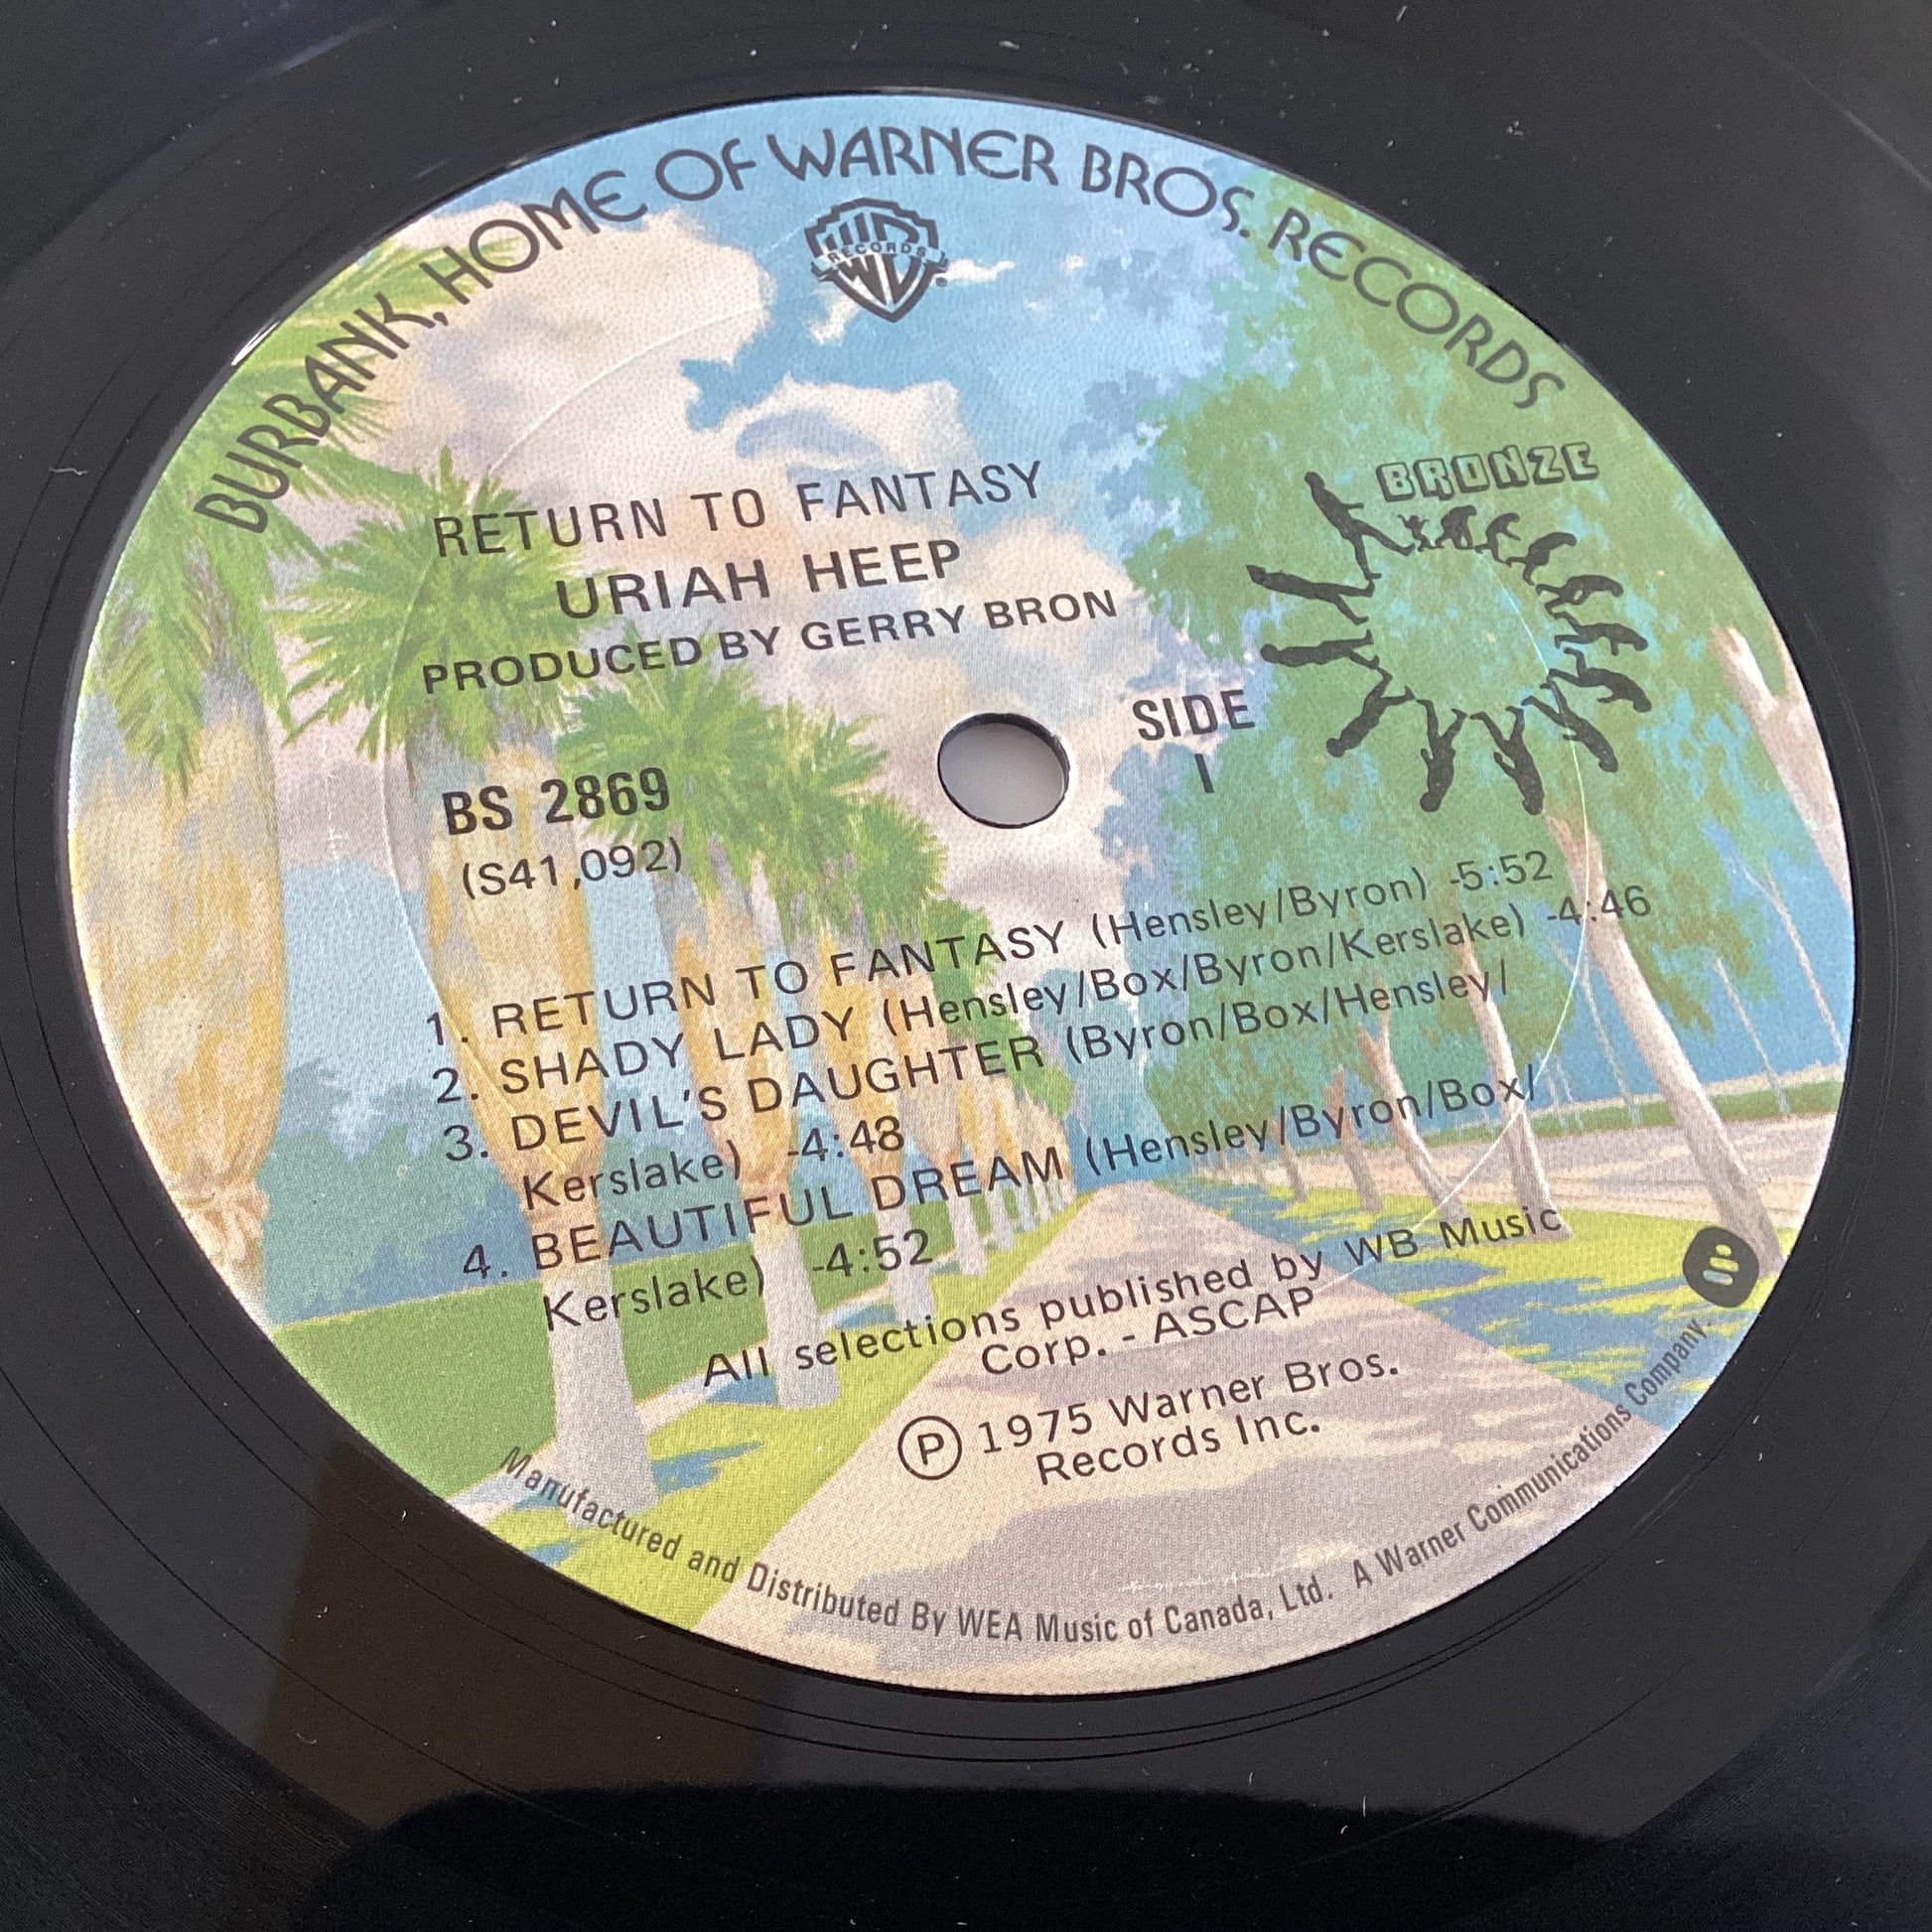 BURBANK, HOME OF WARNER BROS. RECORDS
RECORDS
BRONZE
RETURN TO FANTASY
URIAH HEEP
PRODUCED BY GERRY BRON
SIDE
1
BS 2869
(S41,092)
1. RETURN TO FANTASY (Hensley/Byron) -5:52
2. SHADY LADY (Hensley/Box/Byron/Kerslake) -4:46
3. DEVIL'S DAUGHTER (Byron/Box/Hensley/
Kerslake) -4:48
4. BEAUTIFUL DREAM (Hensley/Byron/Box/
Kerslake) -4:52
All selections published by WB Music
Corp. - ASCAP
Ⓟ 1975 Warner Bros.
Records Inc.
Manufactured and Distributed By WEA Music of Canada, Ltd. A Warner Communications Company.